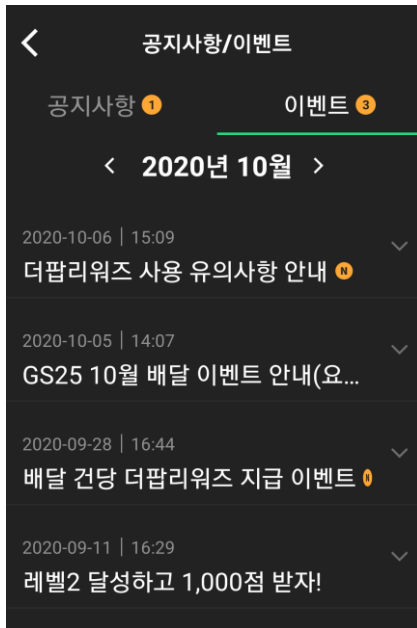 공지사항/이벤트
공지사항 1 이벤트 3
< 2020년 10월 >
2020-10-06 | 15:09
더팝리워즈 사용 유의사항 안내 N
2020-10-05 | 14:07
GS25 10월 배달 이벤트 안내(요...
2020-09-28 | 16:44
배달 건당 더팝리워즈 지급 이벤트 N
2020-09-11 | 16:29
레벨2 달성하고 1,000점 받자!